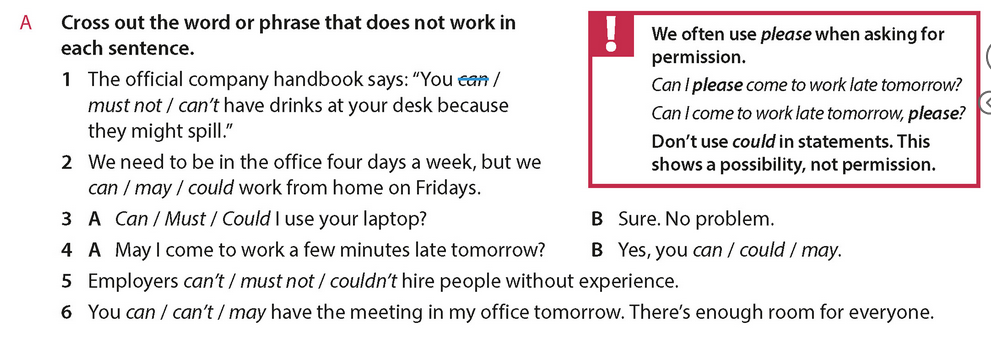 A Cross out the word or phrase that does not work in
each sentence.
1 The official company handbook says: “You can /
must not / can’t have drinks at your desk because
they might spill.”
2 We need to be in the office four days a week, but we
can / may / could work from home on Fridays.
! We often use please when asking for
permission.
Can I please come to work late tomorrow?
Can I come to work late tomorrow, please?
Don’t use could in statements. This
shows a possibility, not permission.
3 A Can / Must / Could I use your laptop? B Sure. No problem.
4 A May I come to work a few minutes late tomorrow? B Yes, you can / could / may.
5 Employers can’t / must not / couldn’t hire people without experience.
6 You can / can’t / may have the meeting in my office tomorrow. There’s enough room for everyone.